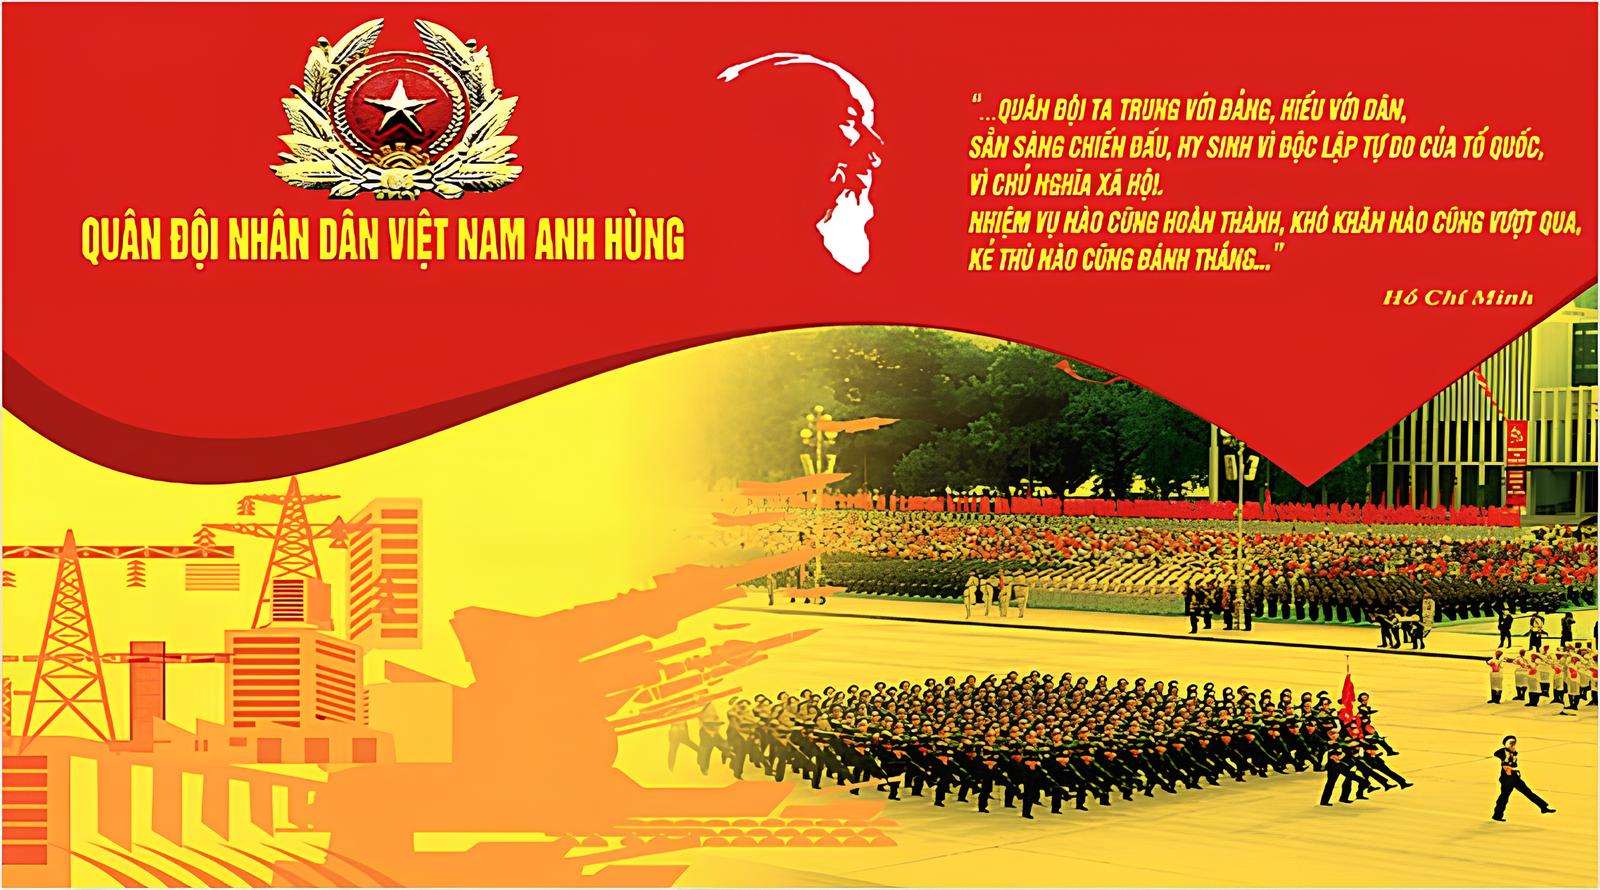 QUÂN ĐỘI NHÂN DÂN VIỆT NAM ANH HÙNG
"...QUÂN ĐỘI TA TRUNG VỚI ĐẢNG, HIẾU VỚI DÂN,
SẴN SÀNG CHIẾN ĐẤU, HY SINH VÌ ĐỘC LẬP TỰ DO CỦA TỔ QUỐC,
VÌ CHỦ NGHĨA XÃ HỘI.
NHIỆM VỤ NÀO CŨNG HOÀN THÀNH, KHÓ KHĂN NÀO CŨNG VƯỢT QUA,
KẺ THÙ NÀO CŨNG ĐÁNH THẮNG..."
Hồ Chí Minh